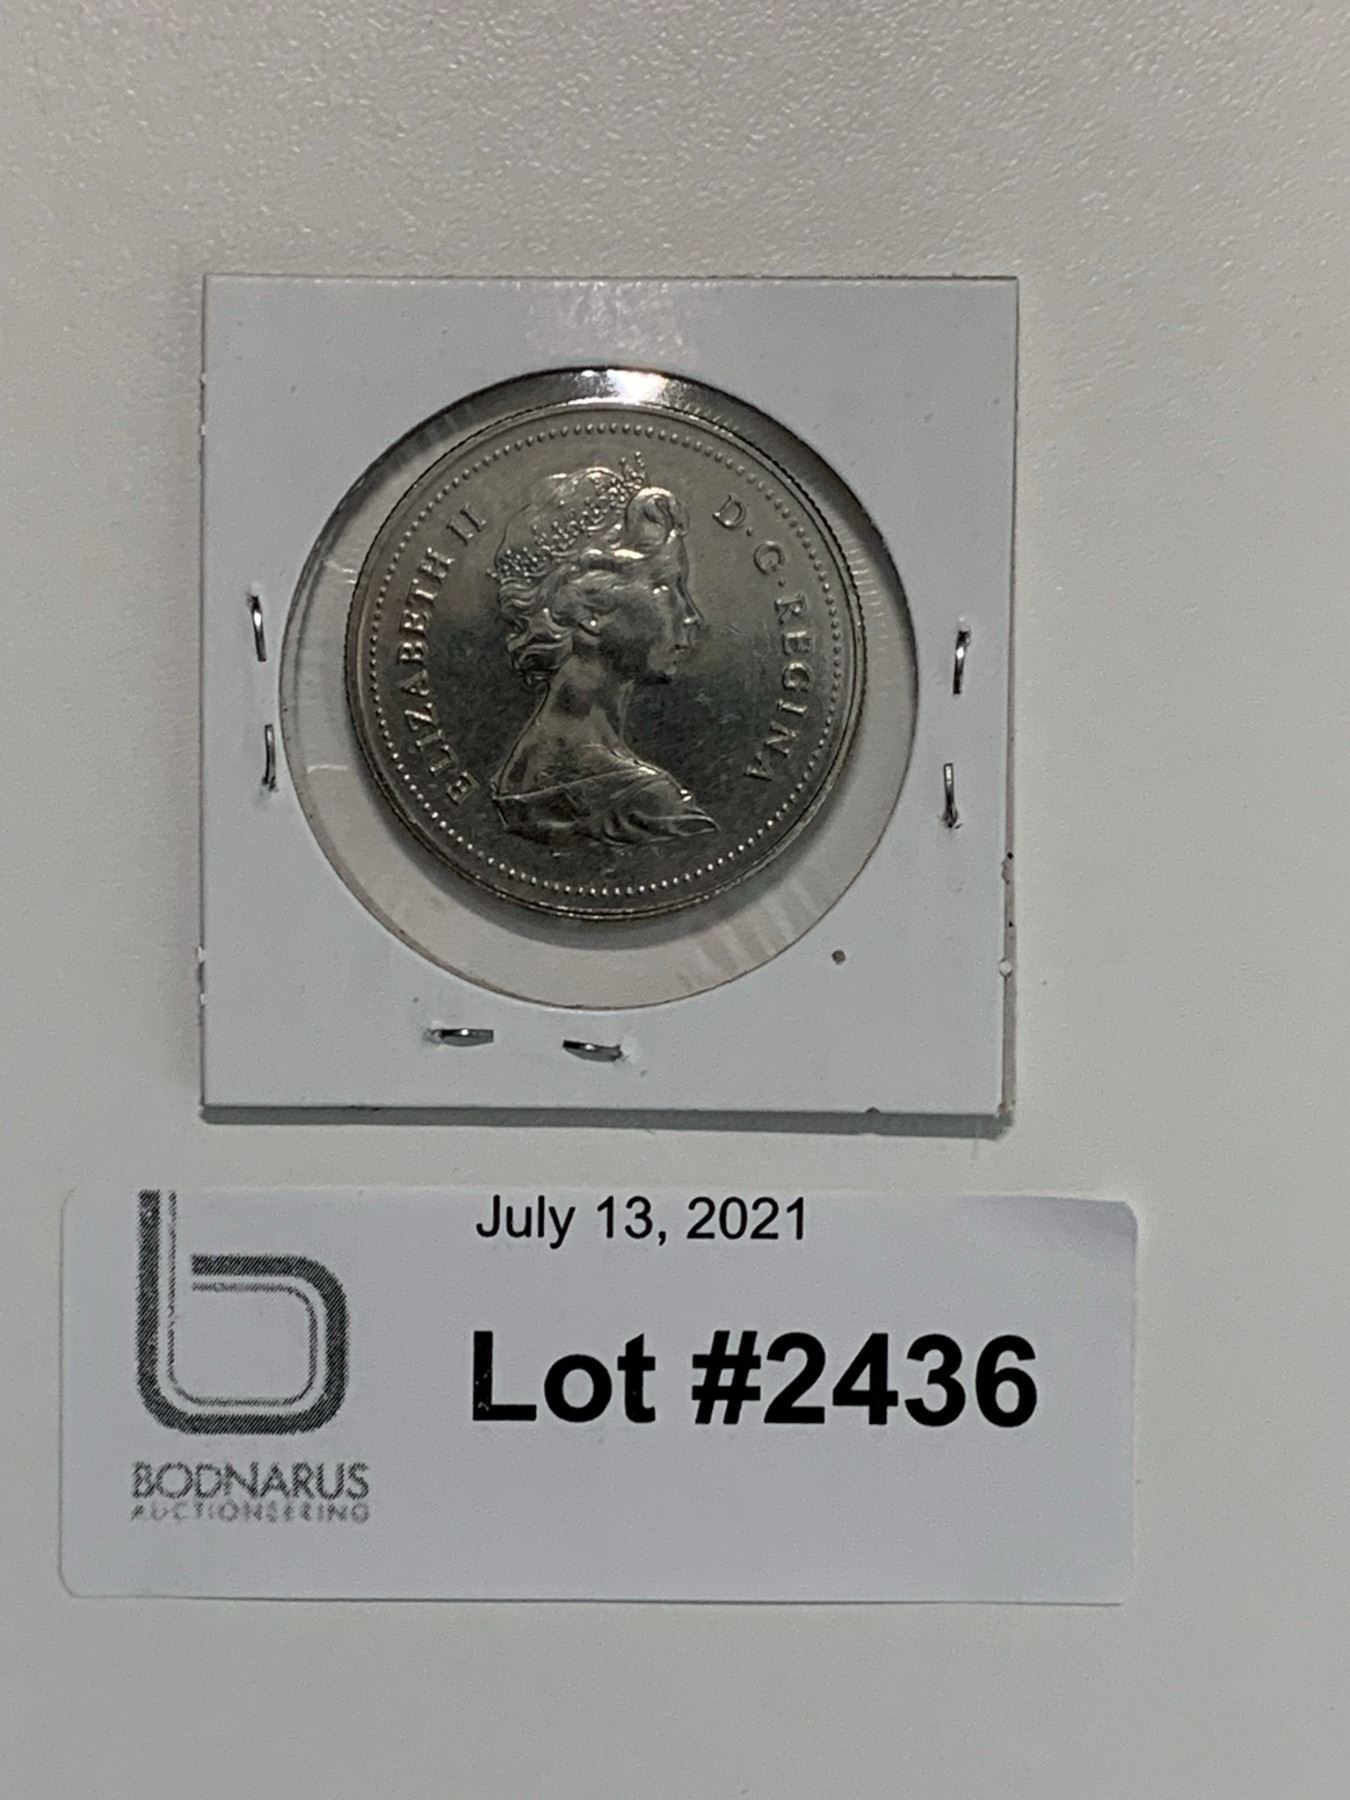 ELIZABETH II D·G·REGINA
July 13, 2021
Lot #2436
BODNARUS
AUCTIONEERING